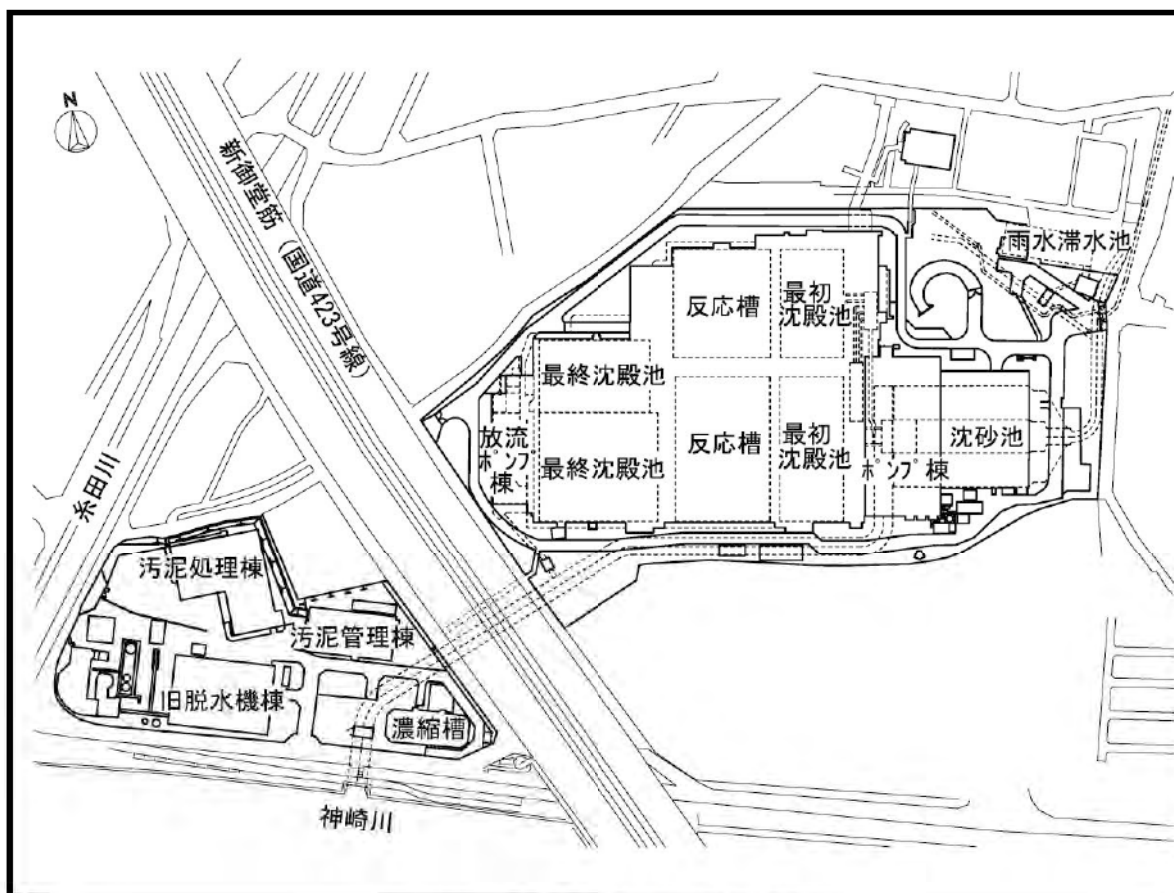 N
新御堂筋(国道423号線)
雨水滞水池
反応槽
最初
沈殿池
最終沈殿池
放流
ポンプ
棟
最終沈殿池
反応槽
最初
沈殿池
ポンプ棟
沈砂池
糸田川
汚泥処理棟
汚泥管理棟
旧脱水機棟
濃縮槽
神崎川